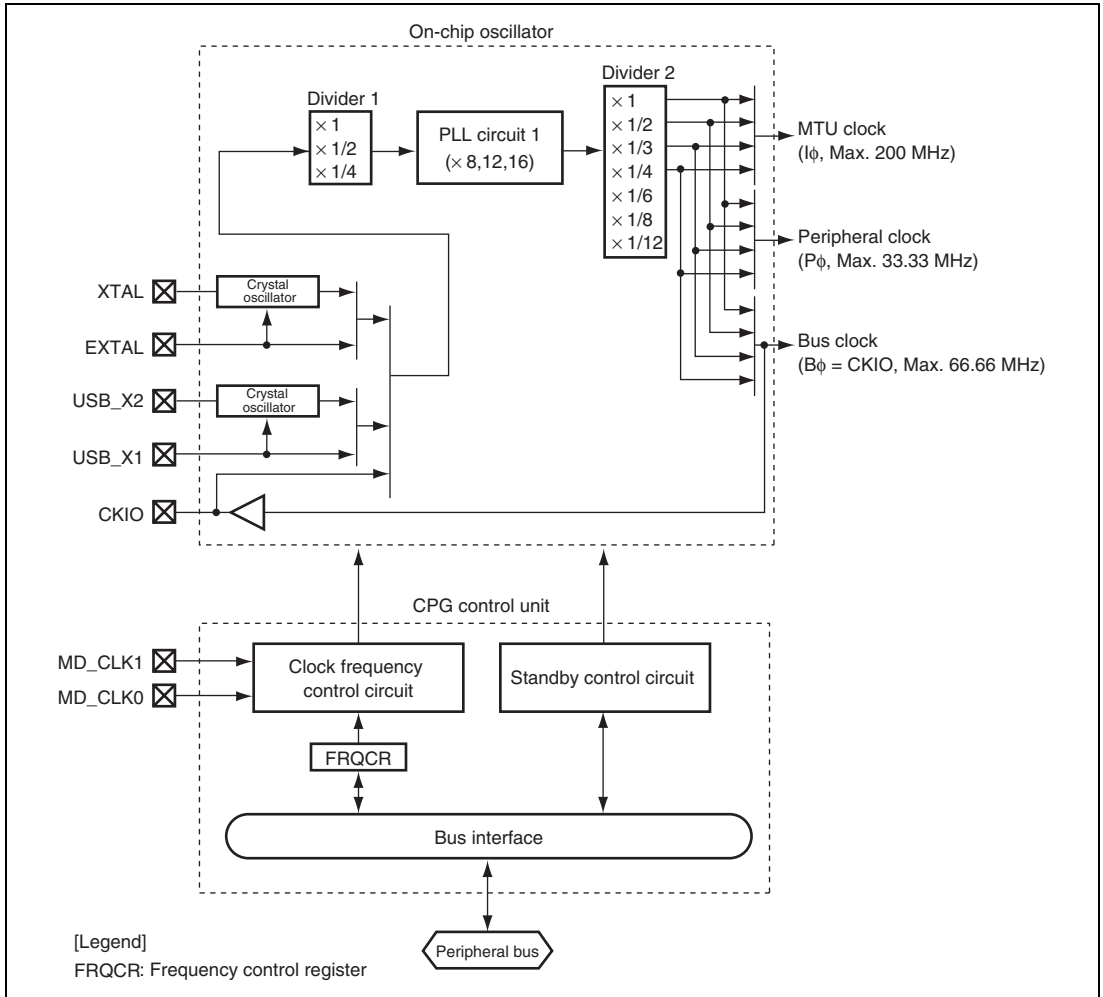 On-chip oscillator
Divider 2
Divider 1
× 1
× 1/2
× 1/4
PLL circuit 1
(× 8,12,16)
× 1
× 1/2
× 1/3
× 1/4
× 1/6
× 1/8
× 1/12
MTU clock
(Iϕ, Max. 200 MHz)
Peripheral clock
(Pϕ, Max. 33.33 MHz)
Bus clock
(Bϕ = CKIO, Max. 66.66 MHz)
XTAL
Crystal
oscillator
EXTAL
USB_X2
Crystal
oscillator
USB_X1
CKIO
CPG control unit
MD_CLK1
MD_CLK0
Clock frequency
control circuit
Standby control circuit
FRQCR
Bus interface
Peripheral bus
[Legend]
FRQCR: Frequency control register